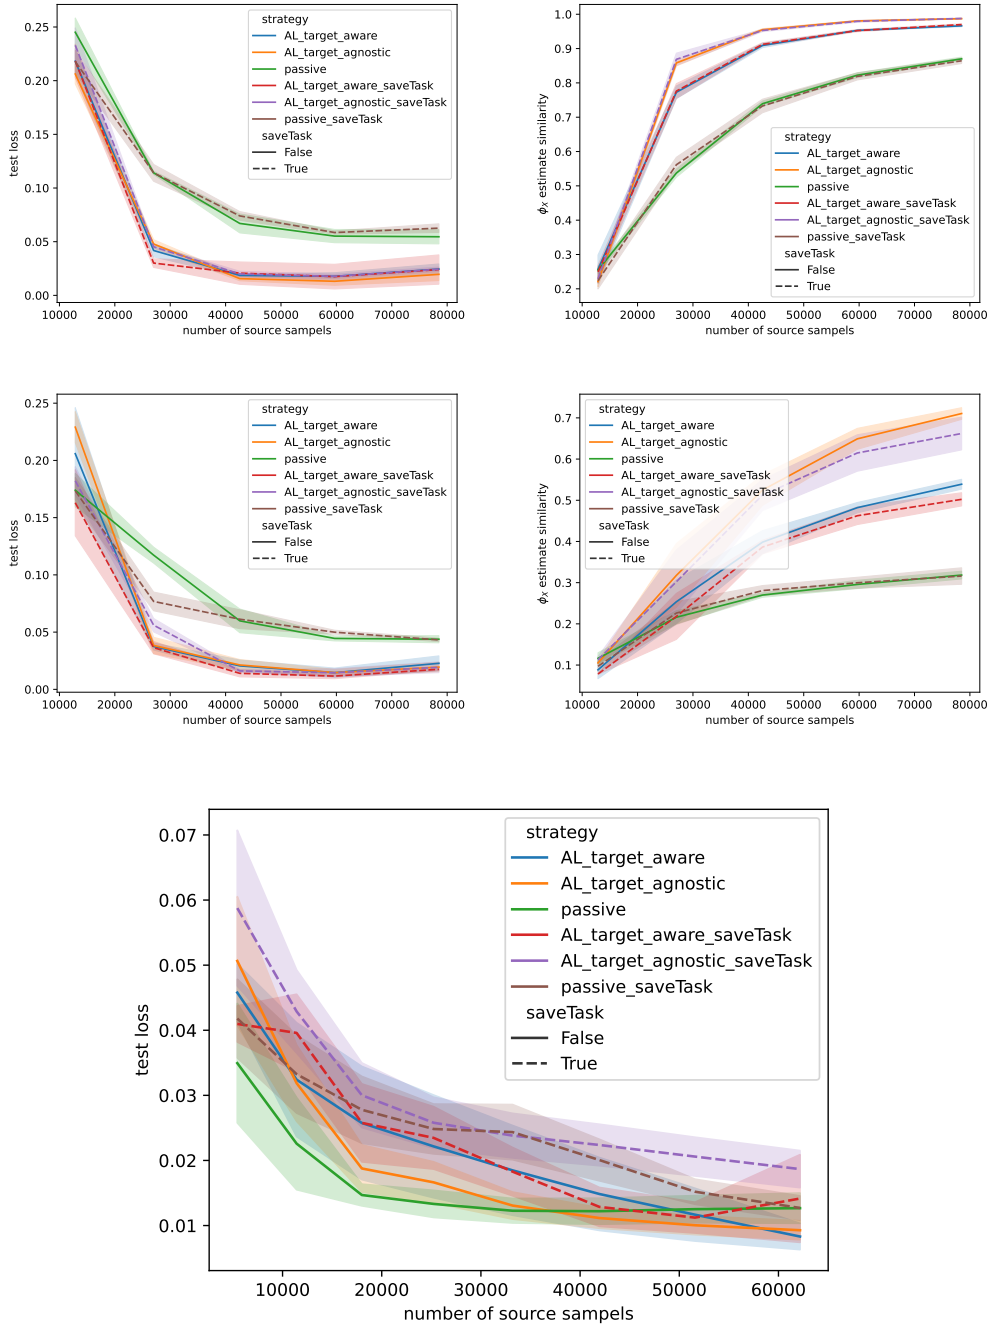 0.25
0.20
0.15
0.10
0.05
0.00
test loss
10000 20000 30000 40000 50000 60000 70000 80000
number of source sampels
strategy
AL_target_aware
AL_target_agnostic
passive
AL_target_aware_saveTask
AL_target_agnostic_saveTask
passive_saveTask
saveTask
False
True
1.0
0.9
0.8
0.7
0.6
0.5
0.4
0.3
0.2
ϕX estimate similarity
10000 20000 30000 40000 50000 60000 70000 80000
number of source sampels
strategy
AL_target_aware
AL_target_agnostic
passive
AL_target_aware_saveTask
AL_target_agnostic_saveTask
passive_saveTask
saveTask
False
True
0.25
0.20
0.15
0.10
0.05
0.00
test loss
10000 20000 30000 40000 50000 60000 70000 80000
number of source sampels
strategy
AL_target_aware
AL_target_agnostic
passive
AL_target_aware_saveTask
AL_target_agnostic_saveTask
passive_saveTask
saveTask
False
True
0.7
0.6
0.5
0.4
0.3
0.2
0.1
ϕX estimate similarity
10000 20000 30000 40000 50000 60000 70000 80000
number of source sampels
strategy
AL_target_aware
AL_target_agnostic
passive
AL_target_aware_saveTask
AL_target_agnostic_saveTask
passive_saveTask
saveTask
False
True
0.07
0.06
0.05
0.04
0.03
0.02
0.01
test loss
10000 20000 30000 40000 50000 60000
number of source sampels
strategy
AL_target_aware
AL_target_agnostic
passive
AL_target_aware_saveTask
AL_target_agnostic_saveTask
passive_saveTask
saveTask
False
True